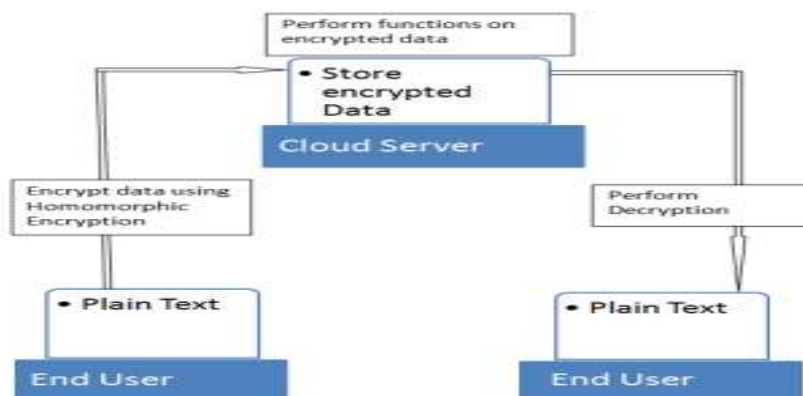 Perform functions on
encrypted data
• Store
encrypted
Data
Cloud Server
Encrypt data using
Homomorphic
Encryption
Perform
Decryption
• Plain Text
End User
• Plain Text
End User